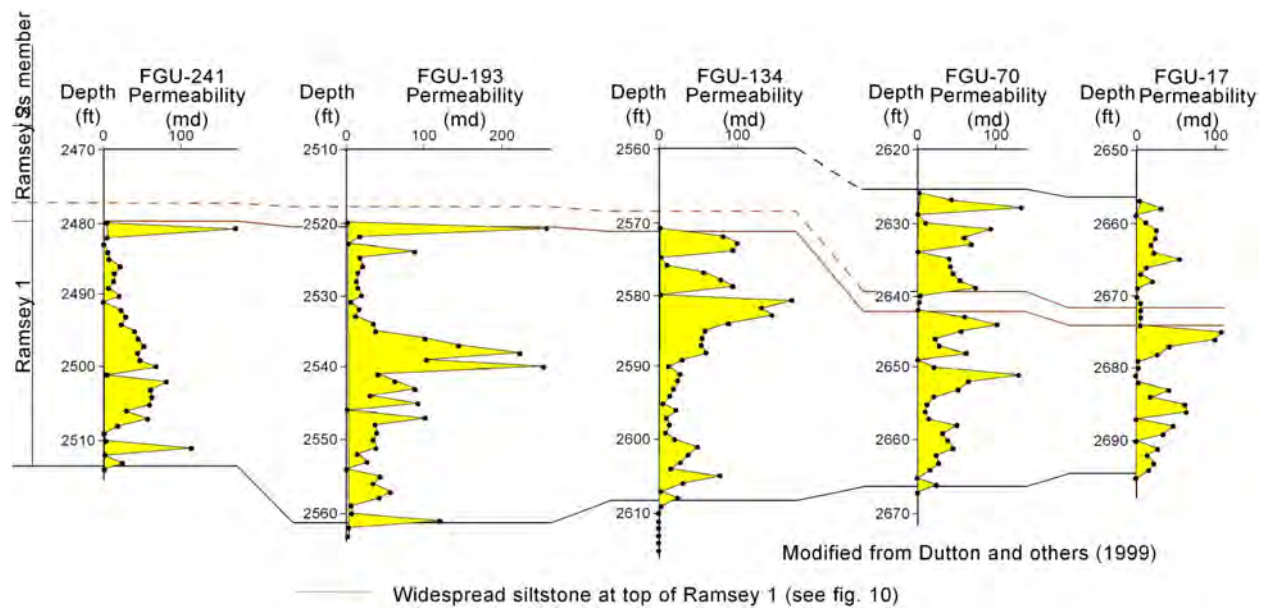 Ramsey ss member
Ramsey 1
FGU-241
Depth Permeability
(ft) (md)
0 100
2470
2480
2490
2500
2510
FGU-193
Depth Permeability
(ft) (md)
0 100 200
2510
2520
2530
2540
2550
2560
FGU-134
Depth Permeability
(ft) (md)
0 100
2560
2570
2580
2590
2600
2610
FGU-70
Depth Permeability
(ft) (md)
0 100
2620
2630
2640
2650
2660
2670
FGU-17
Depth Permeability
(ft) (md)
0 100
2650
2660
2670
2680
2690
Modified from Dutton and others (1999)
Widespread siltstone at top of Ramsey 1 (see fig. 10)